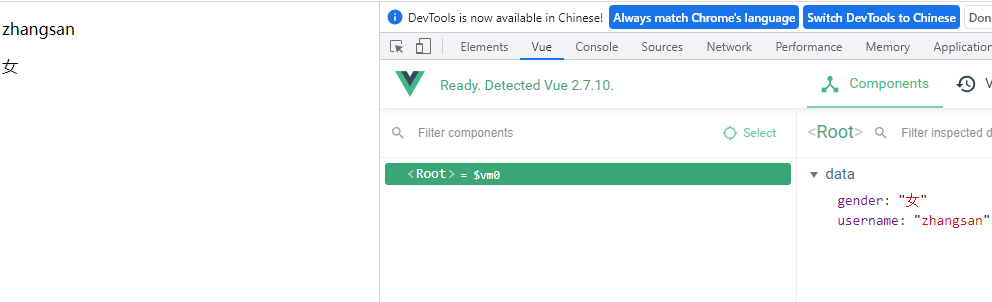 zhangsan
女
DevTools is now available in Chinese! Always match Chrome's language Switch DevTools to Chinese Don
Elements Vue Console Sources Network Performance Memory Application
Ready. Detected Vue 2.7.10. Components V
Filter components Select <Root> Filter inspected d
<Root> = $vm0 data
gender: "女"
username: "zhangsan"